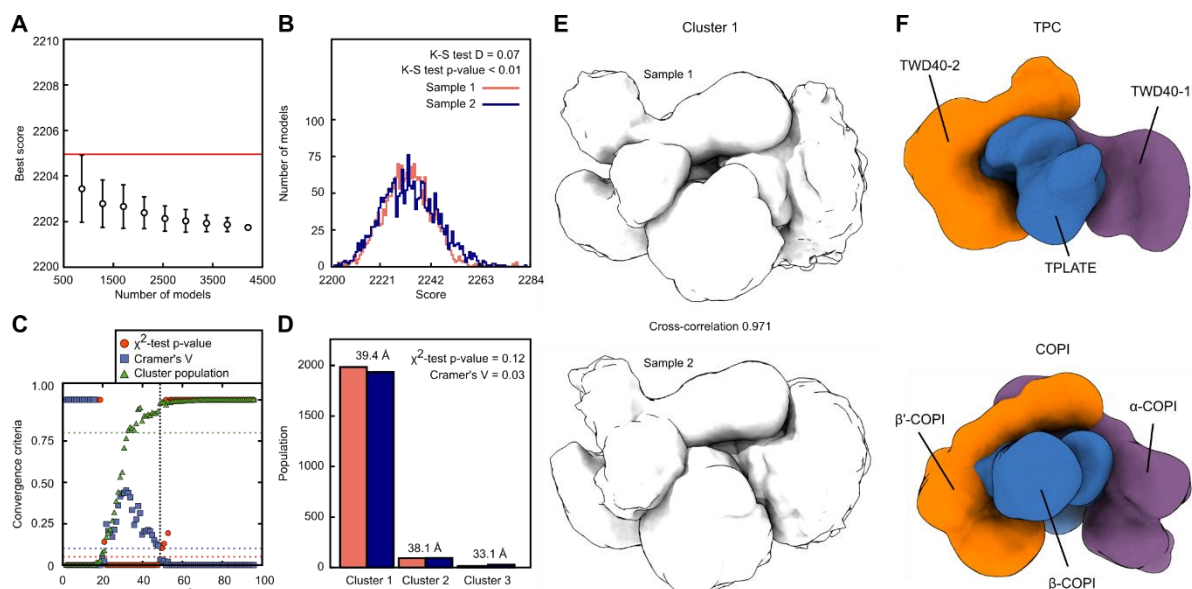 A
2210
2208
2206
2204
2202
2200
Best score
500
1500
2500
3500
4500
Number of models
B
K-S test D = 0.07
K-S test p-value < 0.01
Sample 1
Sample 2
100
75
50
25
0
Number of models
2200
2221
2242
2263
2284
Score
C
χ²-test p-value
Cramer's V
Cluster population
1.00
0.75
0.50
0.25
0
Convergence criteria
0
20
40
60
80
100
D
39.4 Å
χ²-test p-value = 0.12
Cramer's V = 0.03
2000
1500
1000
500
0
Population
38.1 Å
33.1 Å
Cluster 1
Cluster 2
Cluster 3
E
Cluster 1
Sample 1
Cross-correlation 0.971
Sample 2
F
TPC
TWD40-2
TWD40-1
TPLATE
COPI
β'-COPI
α-COPI
β-COPI